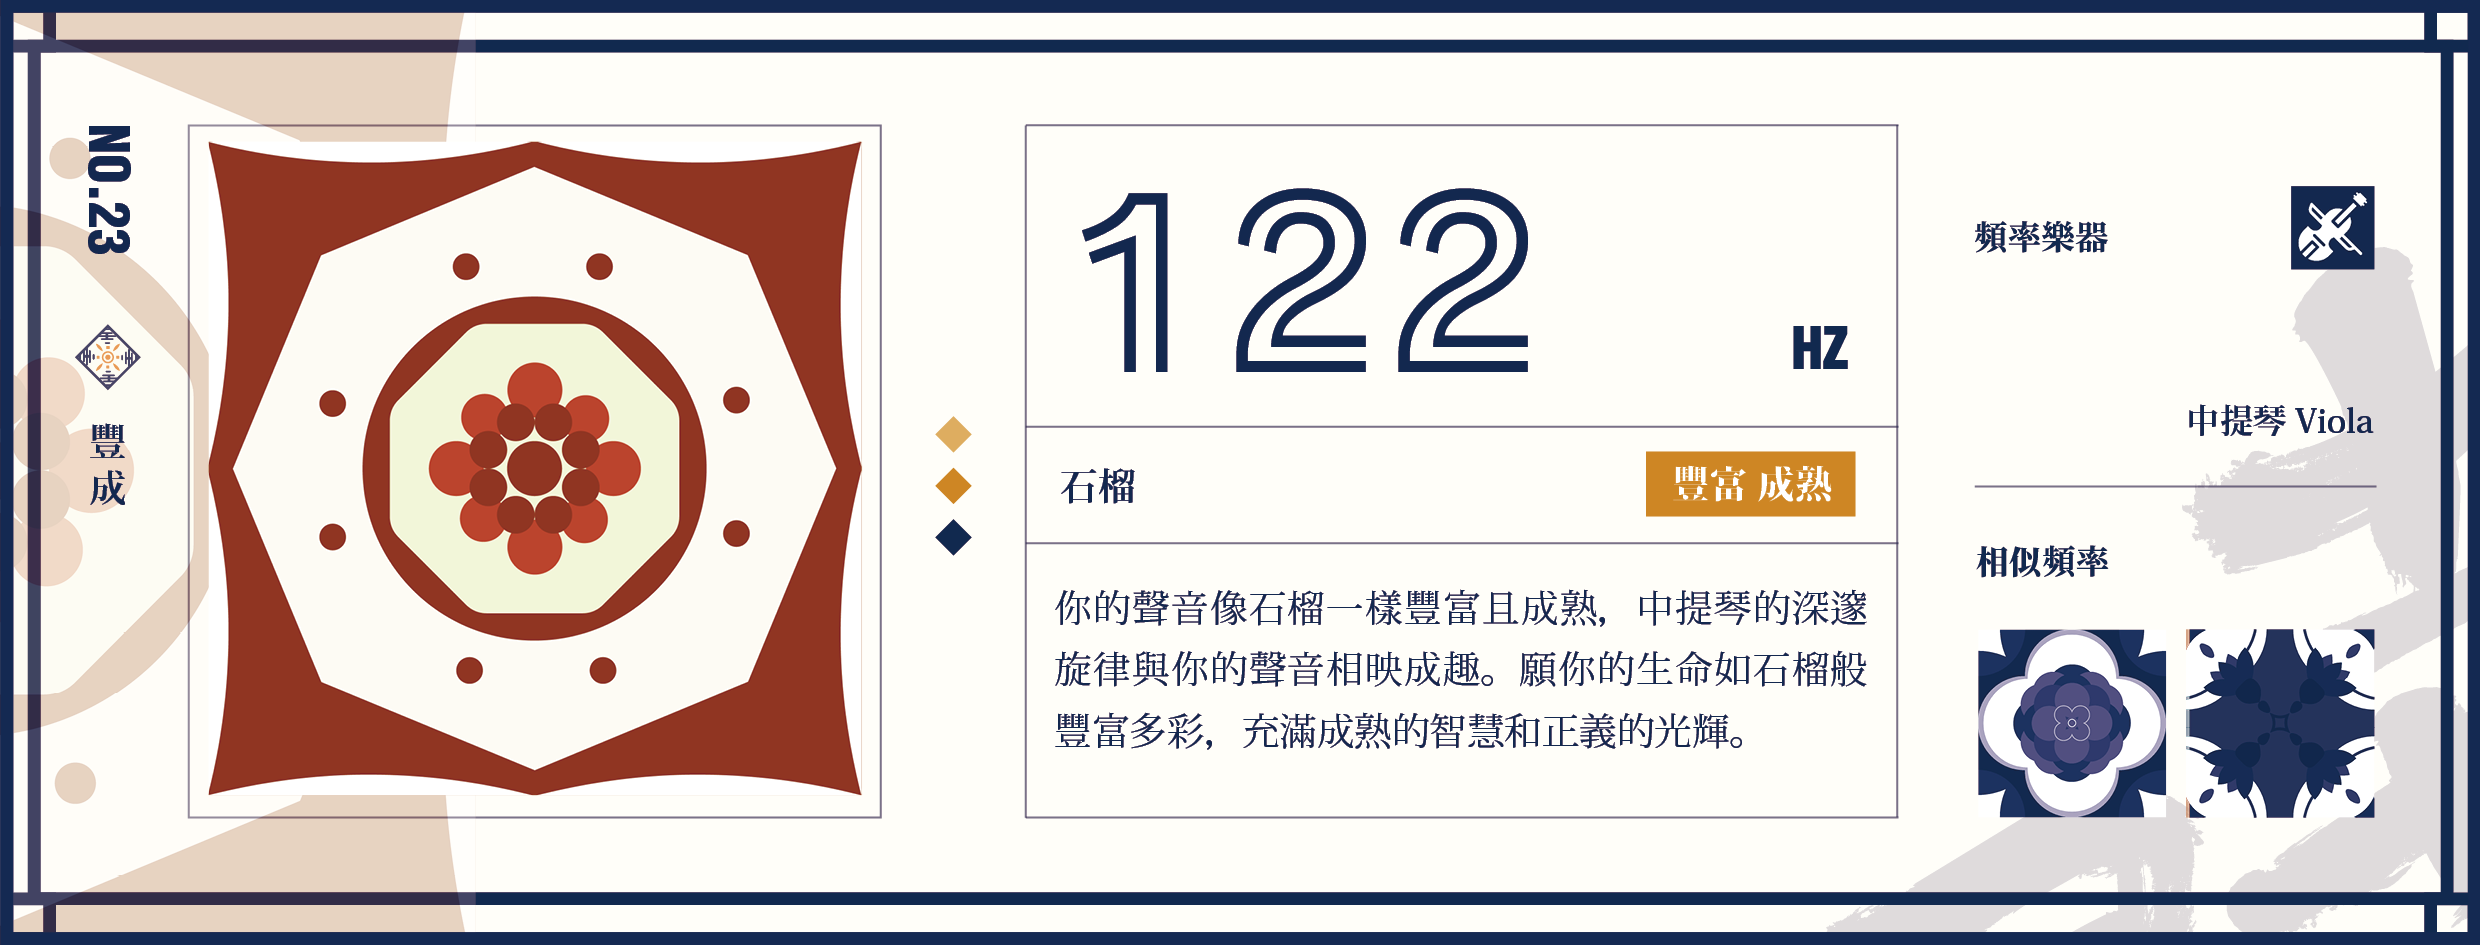 NO.23
豐成
122
HZ
石榴
豐富 成熟
你的聲音像石榴一樣豐富且成熟，中提琴的深邃
旋律與你的聲音相映成趣。願你的生命如石榴般
豐富多彩，充滿成熟的智慧和正義的光輝。
頻率樂器
中提琴 Viola
相似頻率